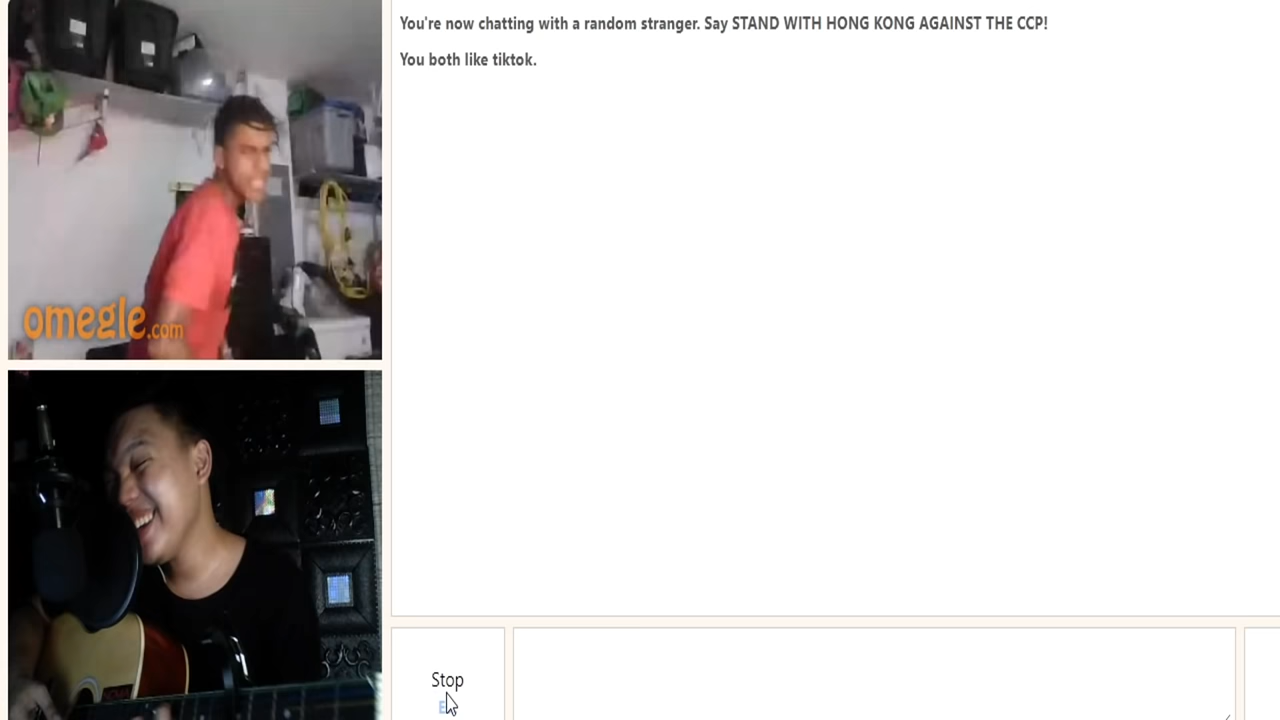 You're now chatting with a random stranger. Say STAND WITH HONG KONG AGAINST THE CCP!
You both like tiktok.
omegle.com
Stop